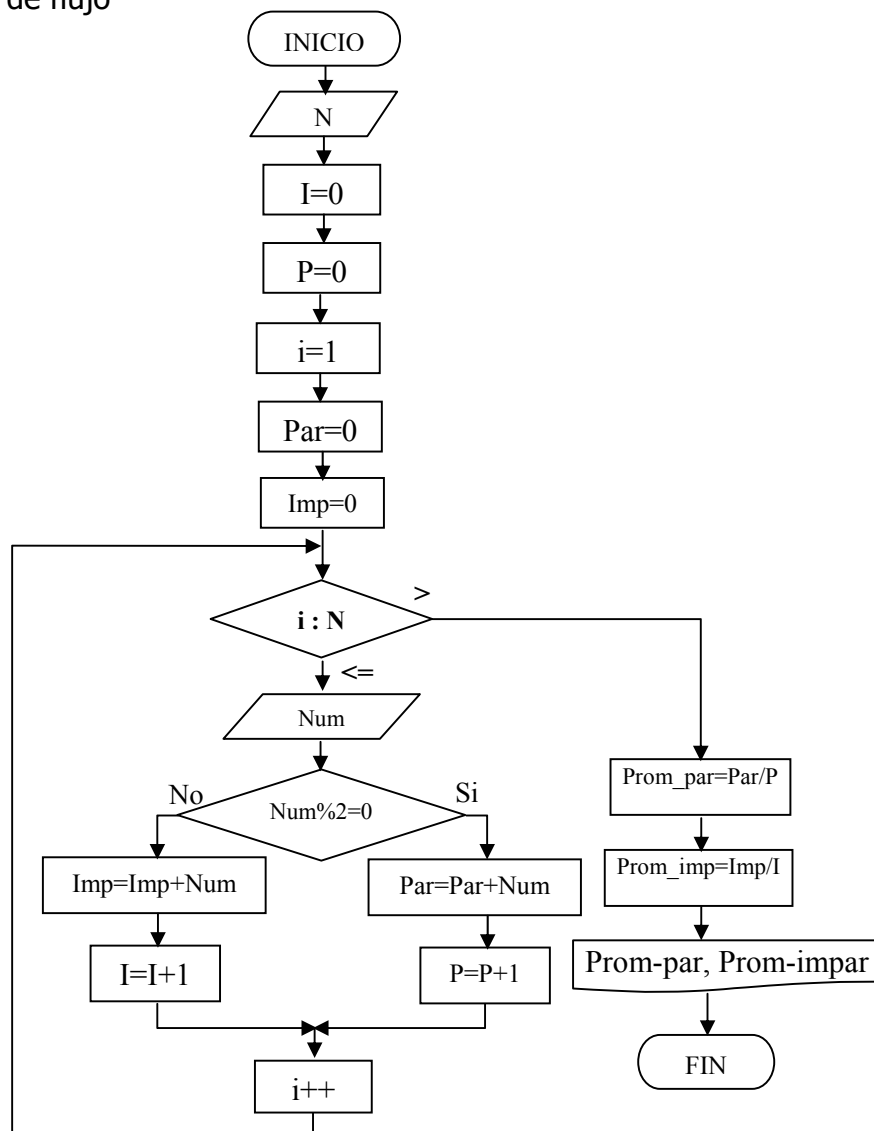 de flujo
INICIO
N
I=0
P=0
i=1
Par=0
Imp=0
i : N
>
<=
Num
Num%2=0
No
Si
Imp=Imp+Num
I=I+1
Par=Par+Num
P=P+1
i++
Prom_par=Par/P
Prom_imp=Imp/I
Prom-par, Prom-impar
FIN